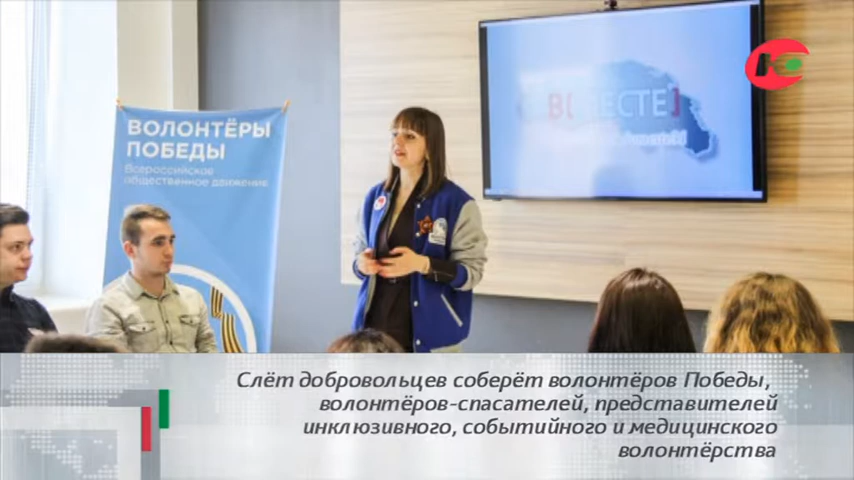 ВОЛОНТЁРЫ
ПОБЕДЫ
Всероссийское
общественное движение
Слёт добровольцев соберёт волонтёров Победы,
волонтёров-спасателей, представителей
инклюзивного, событийного и медицинского
волонтёрства